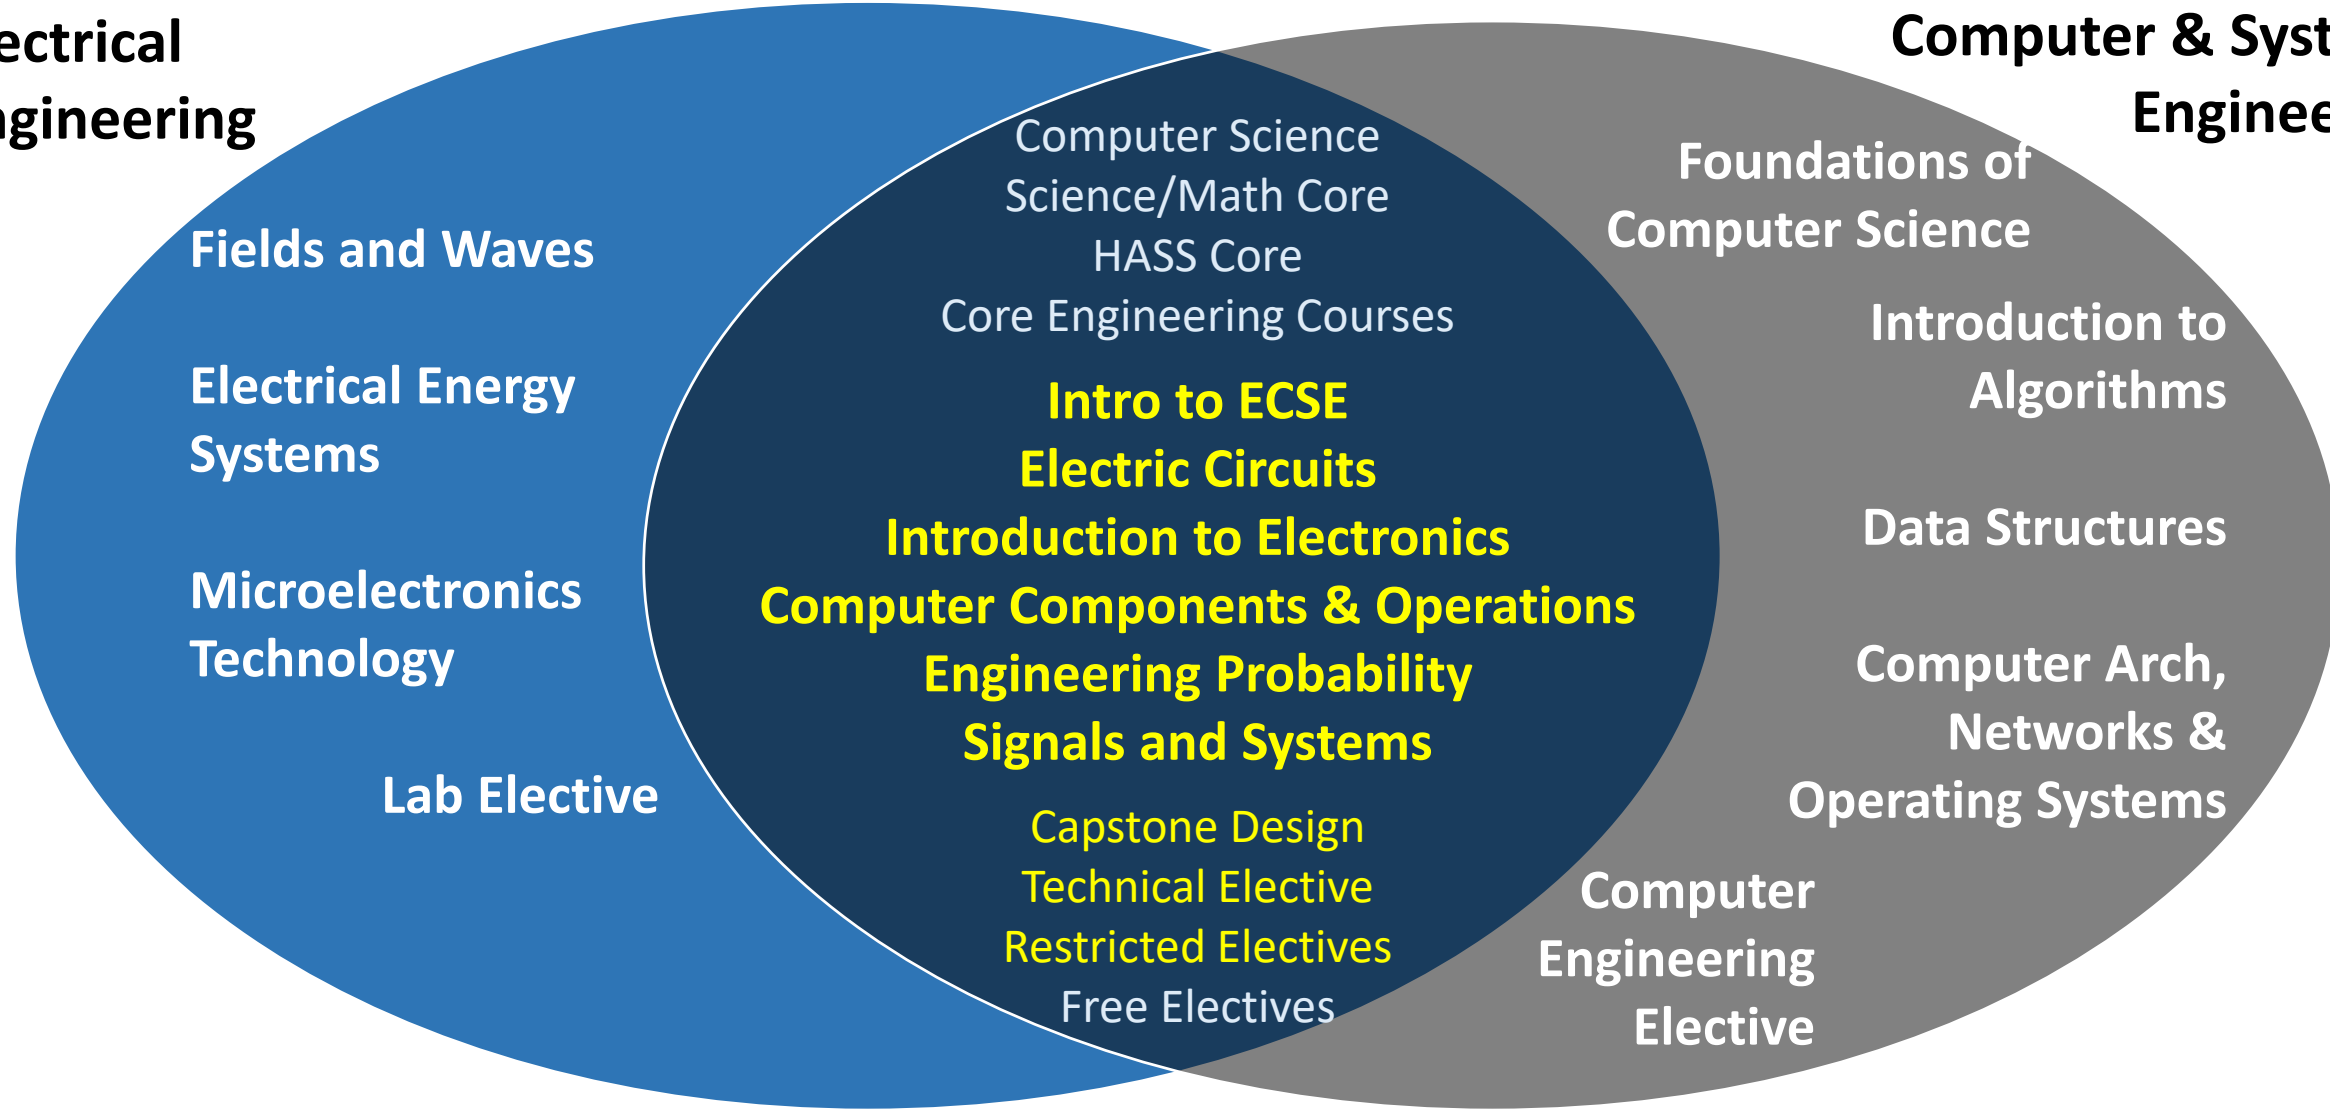 ectrical
gineering
Fields and Waves
Electrical Energy
Systems
Microelectronics
Technology
Lab Elective
Computer Science
Science/Math Core
HASS Core
Core Engineering Courses
Intro to ECSE
Electric Circuits
Introduction to Electronics
Computer Components & Operations
Engineering Probability
Signals and Systems
Capstone Design
Technical Elective
Restricted Electives
Free Electives
Computer & Syst
Enginee
Foundations of
Computer Science
Introduction to
Algorithms
Data Structures
Computer Arch,
Networks &
Operating Systems
Computer
Engineering
Elective